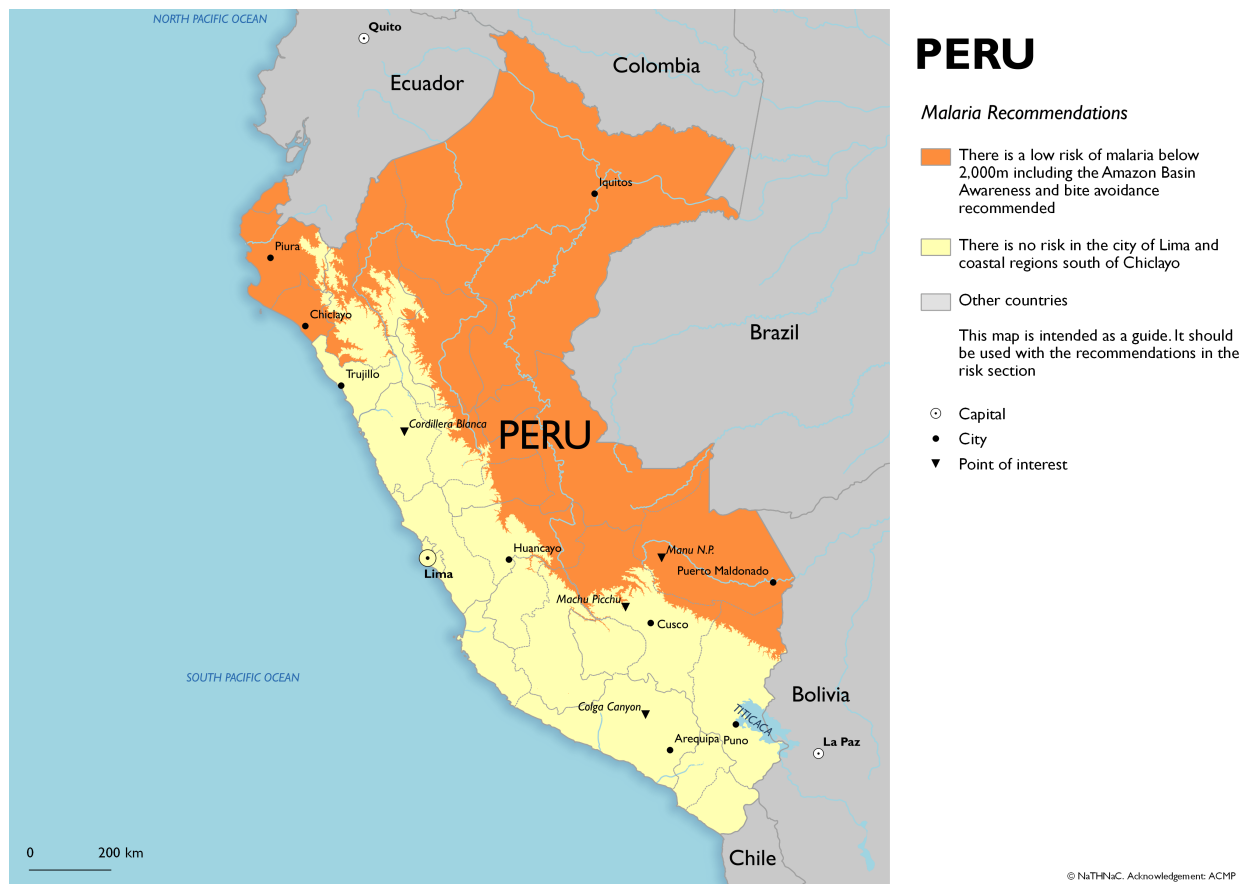 NORTH PACIFIC OCEAN
Quito
Ecuador
Colombia
Iquitos
Piura
Chiclayo
Trujillo
Cordillera Blanca
PERU
Brazil
Huancayo
Lima
Manu N.P.
Puerto Maldonado
Machu Picchu
Cusco
SOUTH PACIFIC OCEAN
Colga Canyon
Bolivia
TITICACA
Arequipa
Puno
La Paz
Chile
0
200 km
PERU
Malaria Recommendations
There is a low risk of malaria below
2,000m including the Amazon Basin
Awareness and bite avoidance
recommended
There is no risk in the city of Lima and
coastal regions south of Chiclayo
Other countries
This map is intended as a guide. It should
be used with the recommendations in the
risk section
Capital
City
Point of interest
© NaTHNaC. Acknowledgement: ACMP